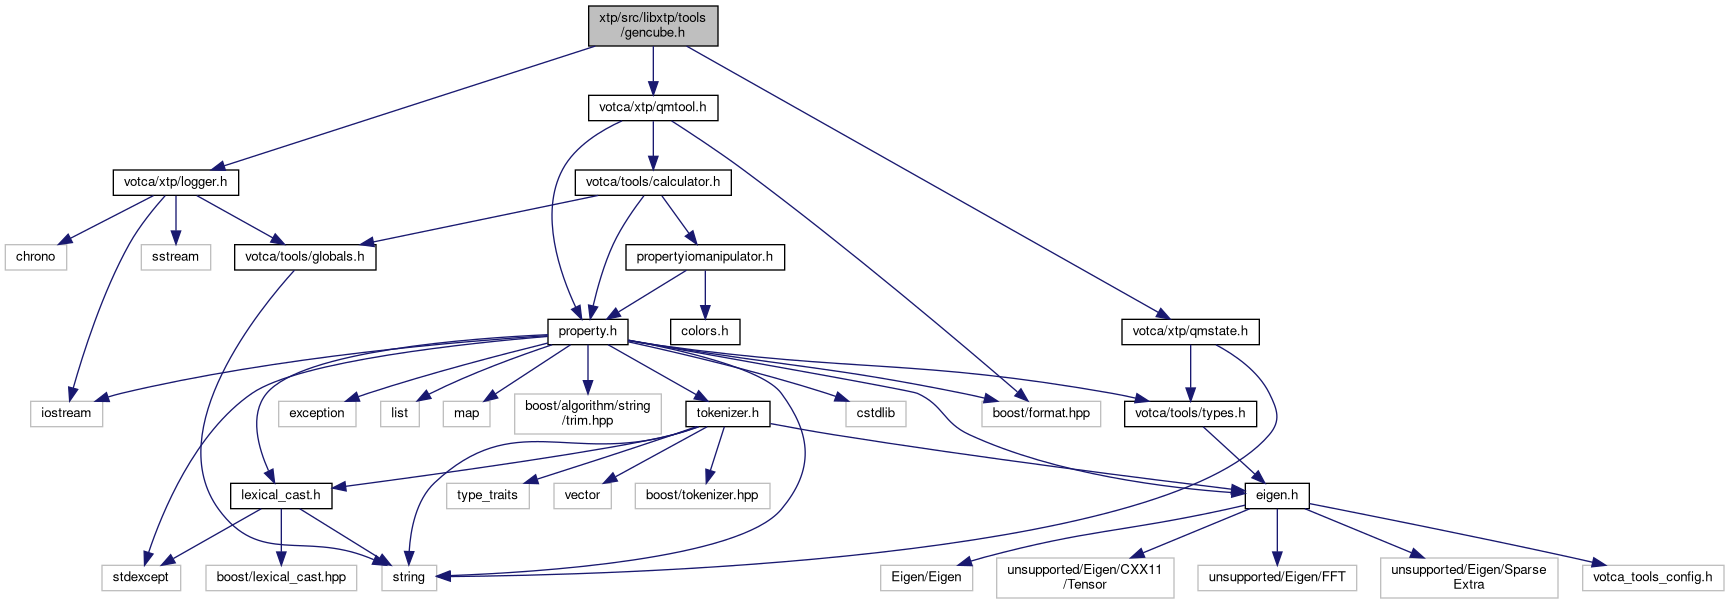 xtp/src/libxtp/tools
/gencube.h
votca/xtp/qmtool.h
votca/xtp/logger.h
votca/tools/calculator.h
chrono
sstream
votca/tools/globals.h
propertyiomanipulator.h
property.h
colors.h
votca/xtp/qmstate.h
iostream
exception
list
map
boost/algorithm/string
/trim.hpp
tokenizer.h
cstdlib
boost/format.hpp
votca/tools/types.h
lexical_cast.h
type_traits
vector
boost/tokenizer.hpp
eigen.h
stdexcept
boost/lexical_cast.hpp
string
Eigen/Eigen
unsupported/Eigen/CXX11
/Tensor
unsupported/Eigen/FFT
unsupported/Eigen/Sparse
Extra
votca_tools_config.h